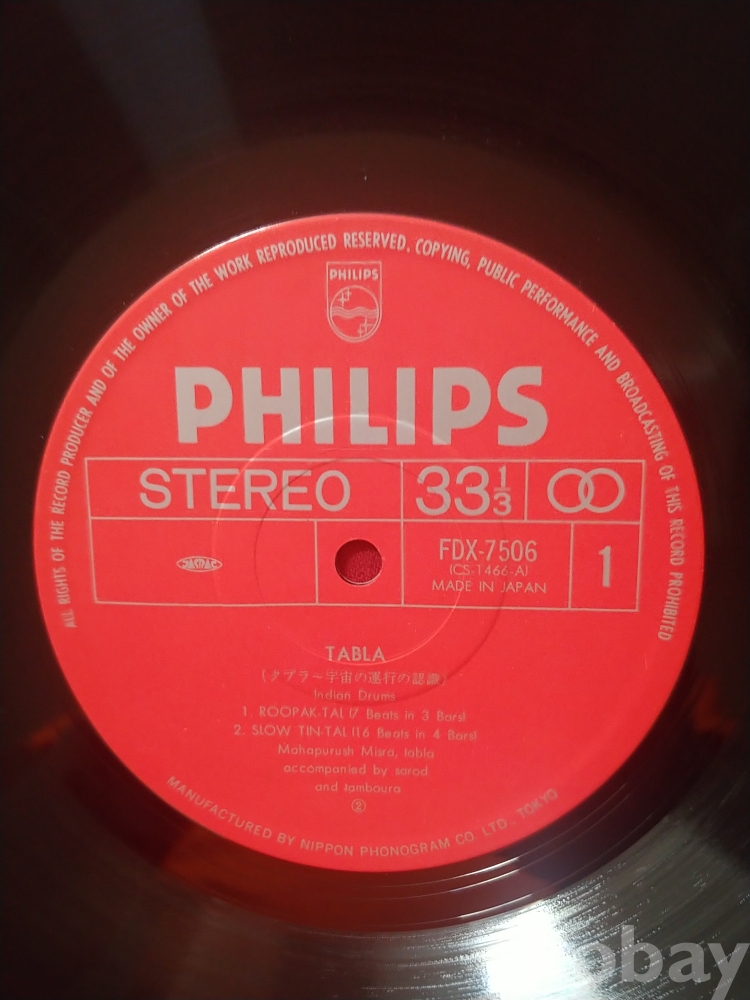 ALL RIGHTS OF THE RECORD PRODUCER AND OF THE OWNER OF THE WORK REPRODUCED RESERVED. COPYING, PUBLIC PERFORMANCE AND BROADCASTING OF THIS RECORD PROHIBITED
PHILIPS
PHILIPS
STEREO 33 1/3
JASRAC
FDX-7506
(CS-1466-A)
MADE IN JAPAN
1
TABLA
(タブラ〜宇宙の運行の認識)
Indian Drums
1. ROOPAK-TAL (7 Beats in 3 Bars)
2. SLOW TIN-TAL (16 Beats in 4 Bars)
Mahapurush Misra, tabla
accompanied by sarod
and tamboura
②
MANUFACTURED BY NIPPON PHONOGRAM CO. LTD., TOKYO
obay